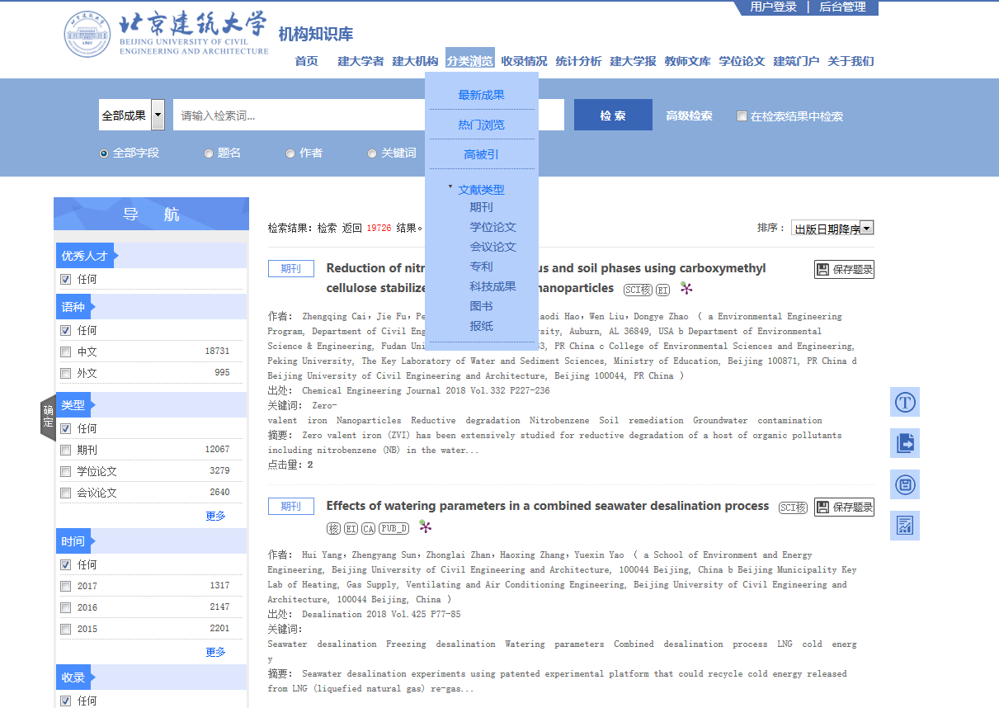 用户登录 | 后台管理
北京建筑大学
BEIJING UNIVERSITY OF CIVIL
ENGINEERING AND ARCHITECTURE
机构知识库
首页 建大学者 建大机构 分类浏览 收录情况 统计分析 建大学报 教师文库 学位论文 建筑门户 关于我们
最新成果
热门浏览
高被引
文献类型
期刊
学位论文
会议论文
专利
科技成果
图书
报纸
全部成果 请输入检索词... 检 索 高级检索 在检索结果中检索
全部字段 题名 作者 关键词
导 航
优秀人才
任何
语种
任何
中文 18731
外文 995
类型
任何
期刊 12067
学位论文 3279
会议论文 2640
更多
时间
任何
2017 1317
2016 2147
2015 2201
更多
收录
任何
确定
检索结果: 检索 返回 19726 结果。 排序: 出版日期降序
期刊 Reduction of us and soil phases using carboxymethyl 保存题录
cellulose nanoparticles SCI核 EI
作者: Zhengqing Cai, Jie Fu, Hao, Wen Liu, Dongye Zhao ( a Environmental Engineering
Program, Department of Civil Auburn, AL 36849, USA b Department of Environmental
Science & Engineering, Fudan PR China c College of Environmental Sciences and Engineering,
Peking University, The Key Laboratory of Water and Sediment Sciences, Ministry of Education, Beijing 100871, PR China d
Beijing University of Civil Engineering and Architecture, Beijing 100044, PR China )
出处: Chemical Engineering Journal 2018 Vol.332 P227-236
关键词: Zero-
valent iron Nanoparticles Reductive degradation Nitrobenzene Soil remediation Groundwater contamination
摘要: Zero valent iron (ZVI) has been extensively studied for reductive degradation of a host of organic pollutants
including nitrobenzene (NB) in the water...
点击量: 2
期刊 Effects of watering parameters in a combined seawater desalination process SCI核 保存题录
核 EI CA PUB_D
作者: Hui Yang, Zhengyang Sun, Zhonglai Zhan, Haoxing Zhang, Yuexin Yao ( a School of Environment and Energy
Engineering, Beijing University of Civil Engineering and Architecture, 100044 Beijing, China b Beijing Municipality Key
Lab of Heating, Gas Supply, Ventilating and Air Conditioning Engineering, Beijing University of Civil Engineering and
Architecture, 100044 Beijing, China )
出处: Desalination 2018 Vol.425 P77-85
关键词:
Seawater desalination Freezing desalination Watering parameters Combined desalination process LNG cold energ
y
摘要: Seawater desalination experiments using patented experimental platform that could recycle cold energy released
from LNG (liquefied natural gas) re-gas...